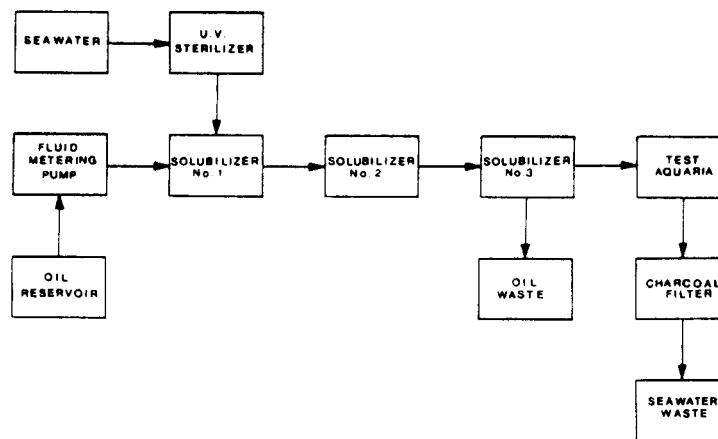 SEAWATER
U.V.
STERILIZER
FLUID
METERING
PUMP
SOLUBILIZER
No. 1
SOLUBILIZER
No. 2
SOLUBILIZER
No. 3
TEST
AQUARIA
OIL
RESERVOIR
OIL
WASTE
CHARCOAL
FILTER
SEAWATER
WASTE